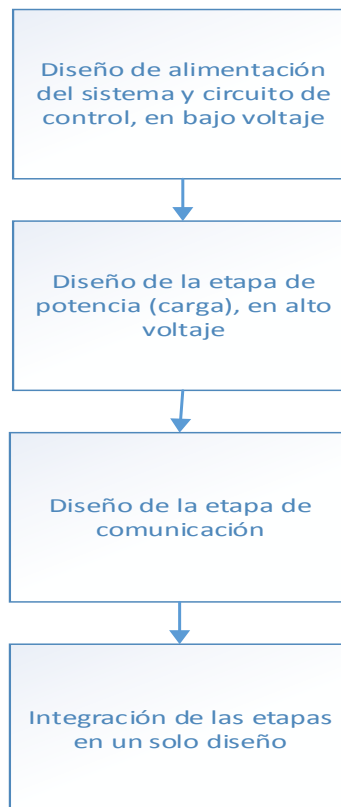 Diseño de alimentación
del sistema y circuito de
control, en bajo voltaje
Diseño de la etapa de
potencia (carga), en alto
voltaje
Diseño de la etapa de
comunicación
Integración de las etapas
en un solo diseño